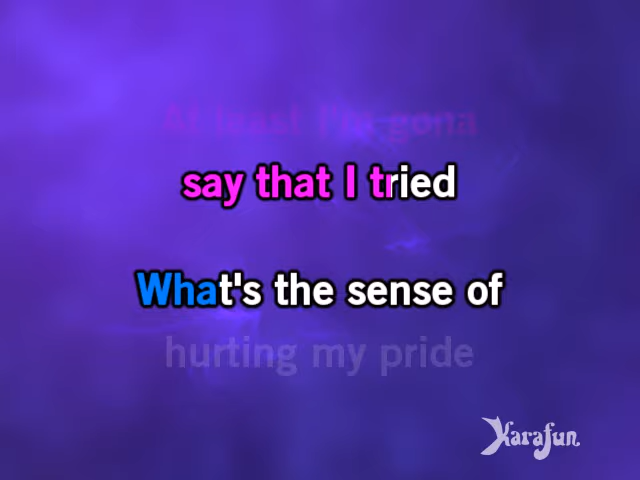 At least I'm gona
say that I tried
What's the sense of
hurting my pride
Karafun